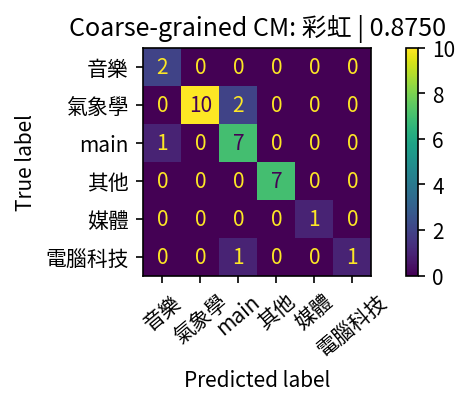 Coarse-grained CM: 彩虹 | 0.8750
True label
音樂 2 0 0 0 0 0
氣象學 0 10 2 0 0 0
main 1 0 7 0 0 0
其他 0 0 0 7 0 0
媒體 0 0 0 0 1 0
電腦科技 0 0 1 0 0 1
音樂 氣象學 main 其他 媒體 電腦科技
Predicted label
10
8
6
4
2
0